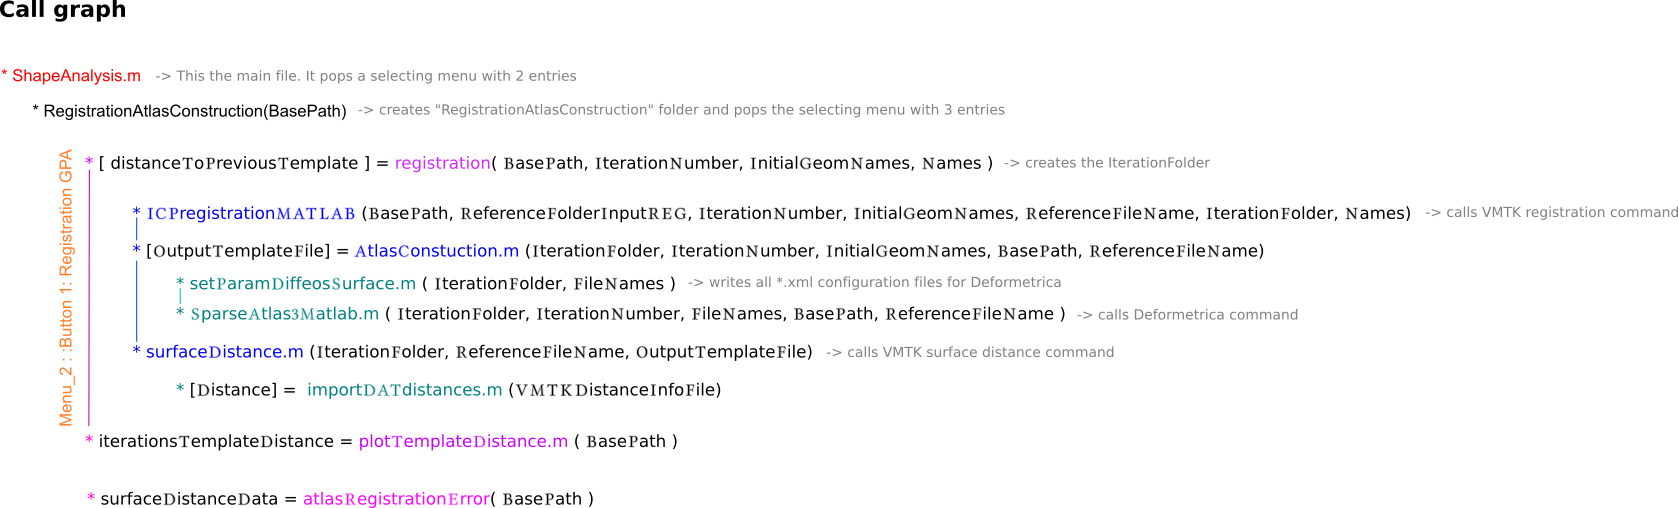 Call graph
* ShapeAnalysis.m -> This the main file. It pops a selecting menu with 2 entries
* RegistrationAtlasConstruction(BasePath) -> creates "RegistrationAtlasConstruction" folder and pops the selecting menu with 3 entries
Menu_2 : :Button 1: Registration GPA
* [ distanceToPreviousTemplate ] = registration( BasePath, IterationNumber, InitialGeomNames, Names ) -> creates the IterationFolder
* ICPregistrationMATLAB (BasePath, ReferenceFolderInputREG, IterationNumber, InitialGeomNames, ReferenceFileName, IterationFolder, Names) -> calls VMTK registration command
* [OutputTemplateFile] = AtlasConstuction.m (IterationFolder, IterationNumber, InitialGeomNames, BasePath, ReferenceFileName)
* setParamDiffeosSurface.m ( IterationFolder, FileNames ) -> writes all *.xml configuration files for Deformetrica
* SparseAtlas3Matlab.m ( IterationFolder, IterationNumber, FileNames, BasePath, ReferenceFileName ) -> calls Deformetrica command
* surfaceDistance.m (IterationFolder, ReferenceFileName, OutputTemplateFile) -> calls VMTK surface distance command
* [Distance] = importDATdistances.m (VMTKDistanceInfoFile)
* iterationsTemplateDistance = plotTemplateDistance.m ( BasePath )
* surfaceDistanceData = atlasRegistrationError( BasePath )